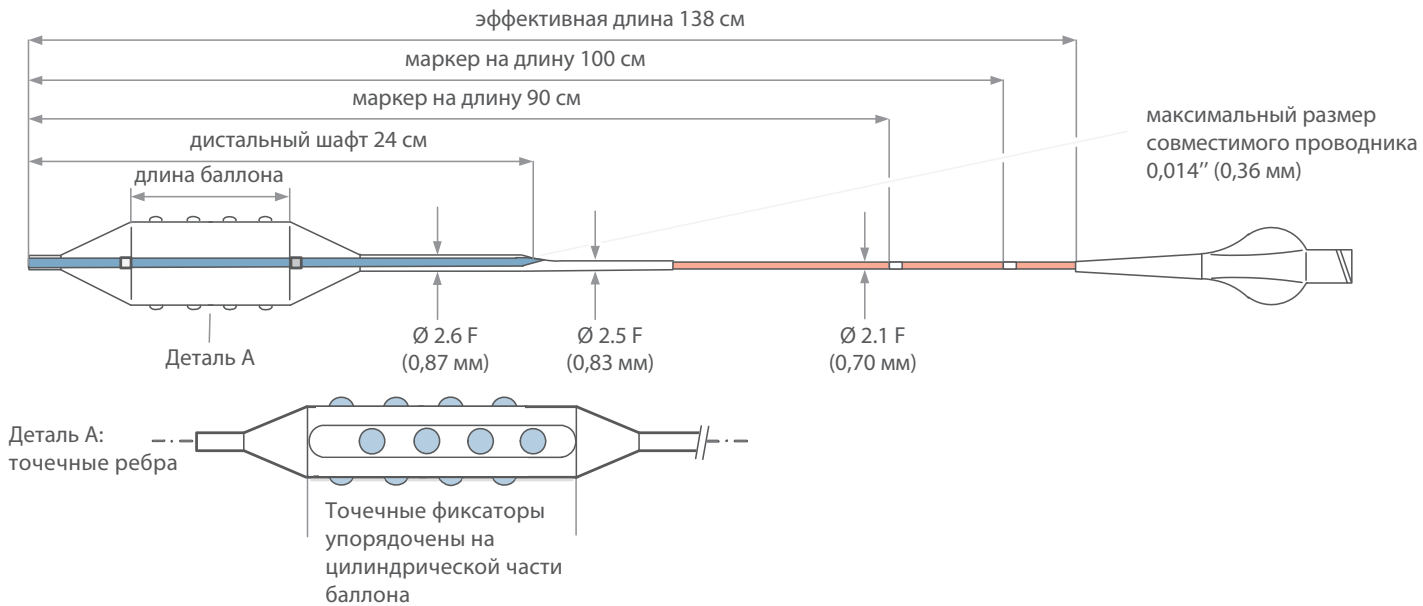 эффективная длина 138 см
маркер на длину 100 см
маркер на длину 90 см
дистальный шафт 24 см
длина баллона
максимальный размер
совместимого проводника
0,014’’ (0,36 мм)
Деталь А
Ø 2.6 F
(0,87 мм)
Ø 2.5 F
(0,83 мм)
Ø 2.1 F
(0,70 мм)
Деталь А:
точечные ребра
Точечные фиксаторы
упорядочены на
цилиндрической части
баллона